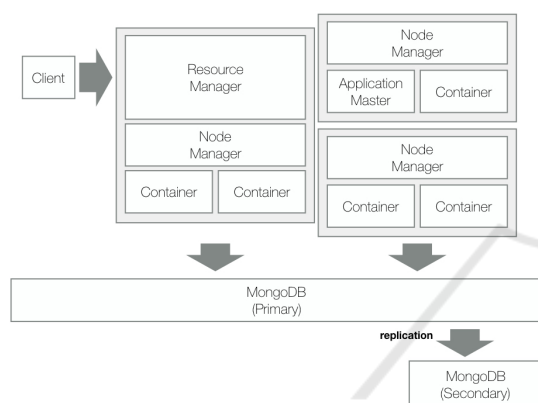 Client
Resource
Manager
Node
Manager
Container
Container
Node
Manager
Application
Master
Container
Node
Manager
Container
Container
MongoDB
(Primary)
replication
MongoDB
(Secondary)